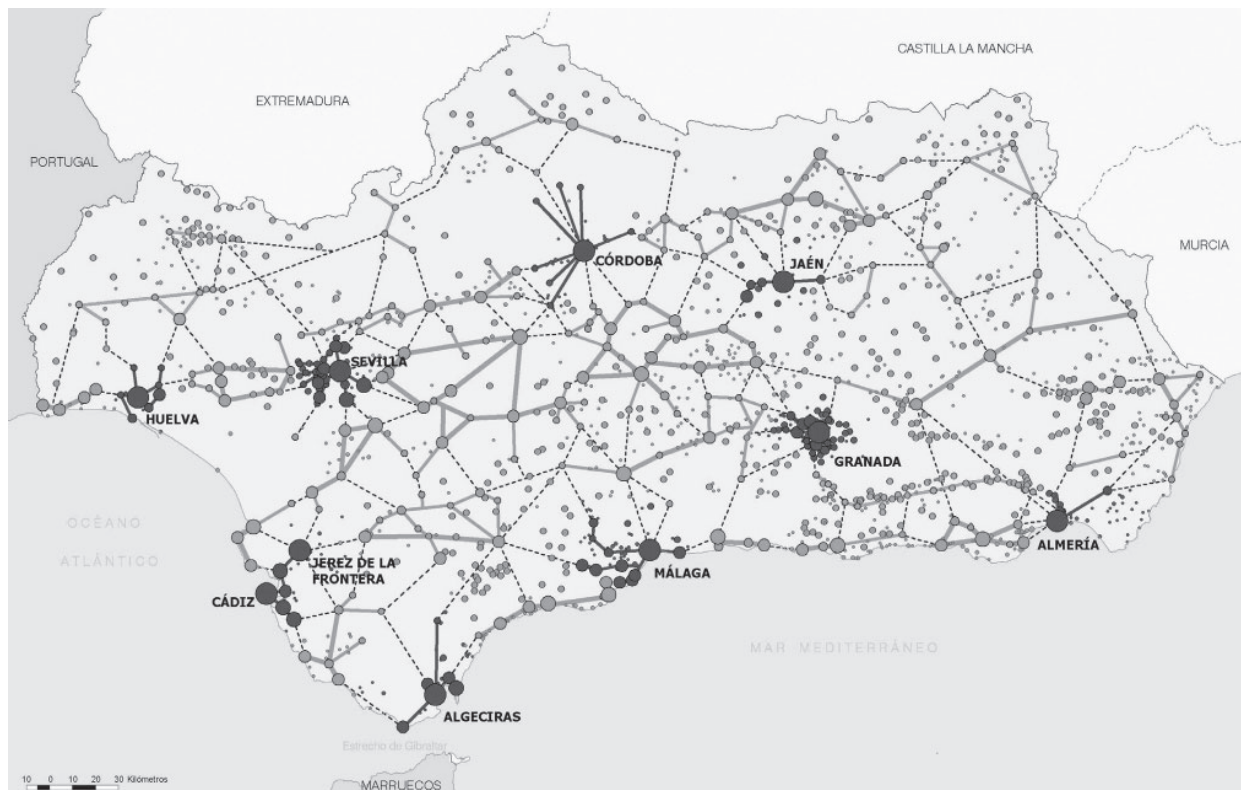 CASTILLA LA MANCHA
EXTREMADURA
PORTUGAL
MURCIA
CÓRDOBA
JAÉN
SEVILLA
HUELVA
GRANADA
OCÉANO
ATLÁNTICO
ALMERÍA
JEREZ DE LA
FRONTERA
MÁLAGA
CÁDIZ
MAR MEDITERRÁNEO
ALGECIRAS
Estrecho de Gibraltar
10 0 10 20 30 Kilómetros
MARRUECOS